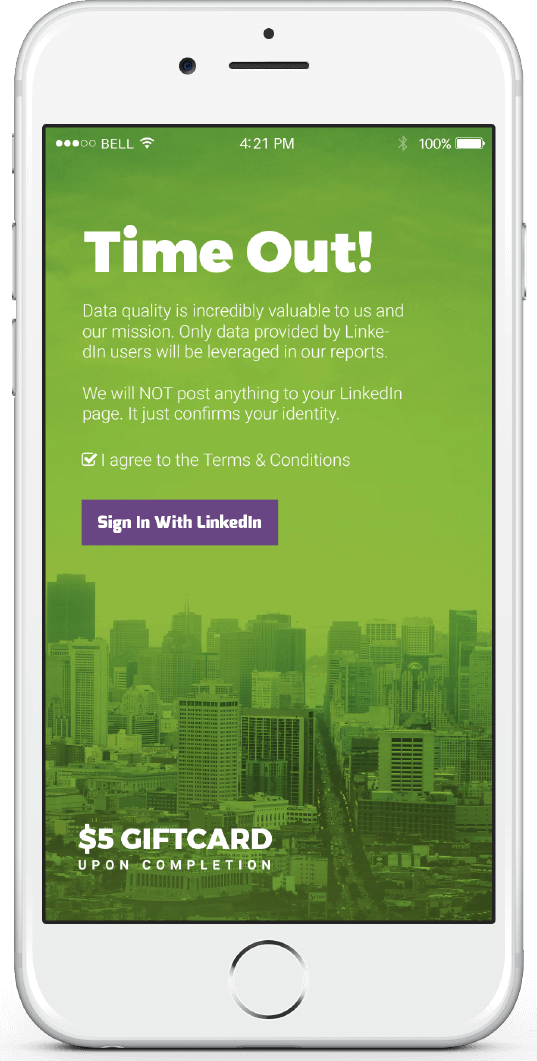 BELL 4:21 PM 100%
Time Out!
Data quality is incredibly valuable to us and
our mission. Only data provided by Linke-
dIn users will be leveraged in our reports.
We will NOT post anything to your LinkedIn
page. It just confirms your identity.
I agree to the Terms & Conditions
Sign In With LinkedIn
$5 GIFTCARD
UPON COMPLETION